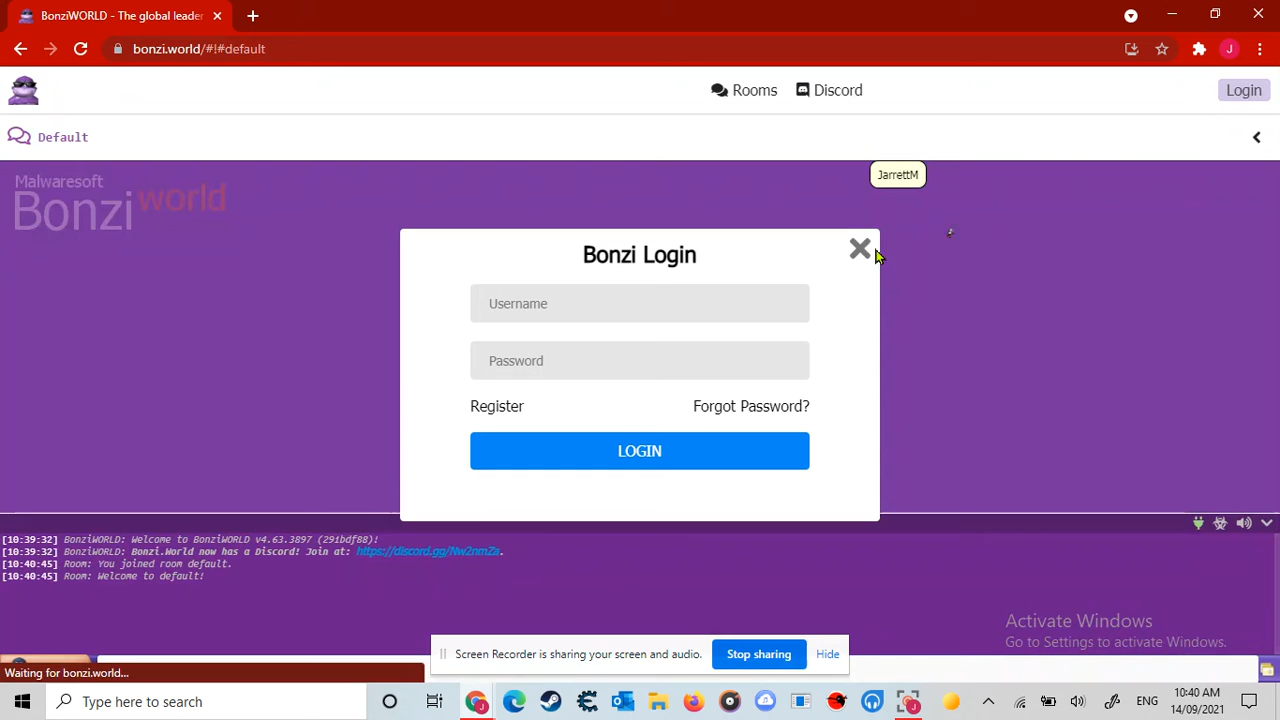 BonziWORLD - The global leader
bonzi.world/#!#default
J
Rooms
Discord
Login
Default
Malwaresoft
Bonzi world
JarrettM
Bonzi Login
Username
Password
Register
Forgot Password?
LOGIN
[10:39:32] BonziWORLD: Welcome to BonziWORLD v4.63.3897 (291bdf88)!
[10:39:32] BonziWORLD: Bonzi.World now has a Discord! Join at: https://discord.gg/Nw2nmZa.
[10:40:45] Room: You joined room default.
[10:40:45] Room: Welcome to default!
Activate Windows
Go to Settings to activate Windows.
Screen Recorder is sharing your screen and audio.
Stop sharing
Hide
Waiting for bonzi.world...
Type here to search
ENG
10:40 AM
14/09/2021